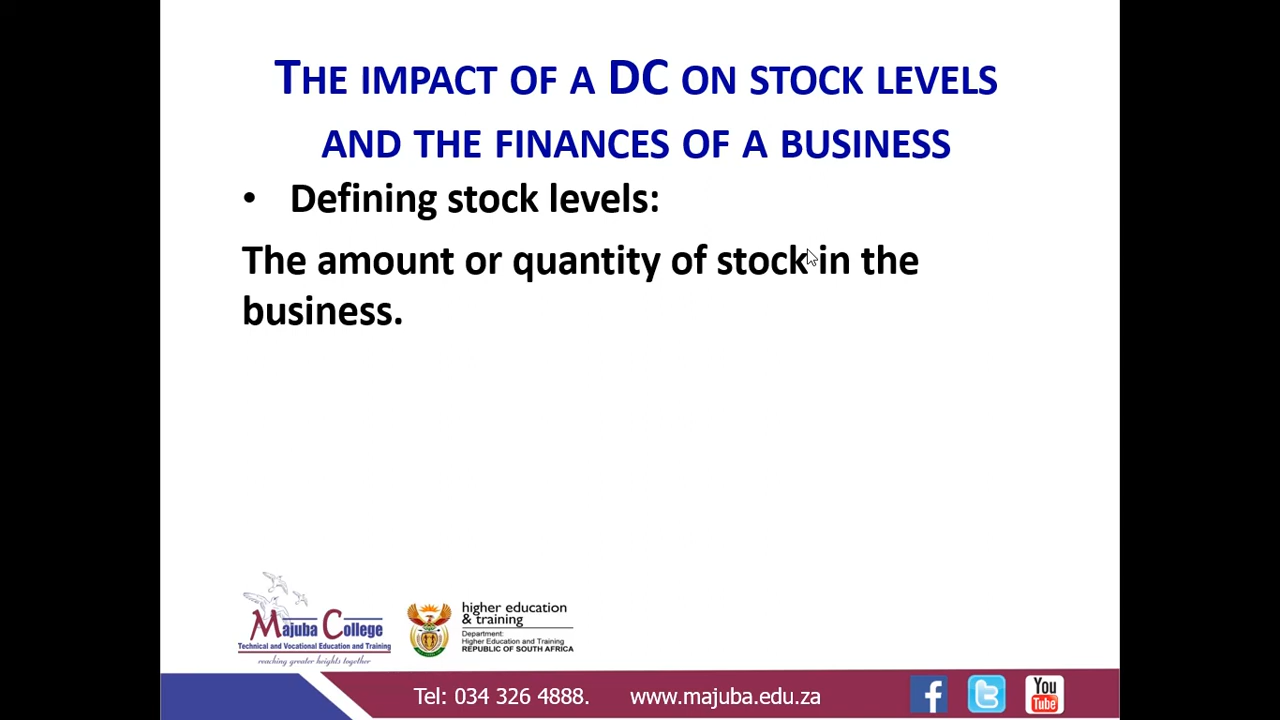 THE IMPACT OF A DC ON STOCK LEVELS
AND THE FINANCES OF A BUSINESS
• Defining stock levels:
The amount or quantity of stock in the
business.
Majuba College
Technical and Vocational Education and Training
reaching greater heights together
higher education
& training
Department:
Higher Education and Training
REPUBLIC OF SOUTH AFRICA
Tel: 034 326 4888. www.majuba.edu.za
f
t
You
Tube